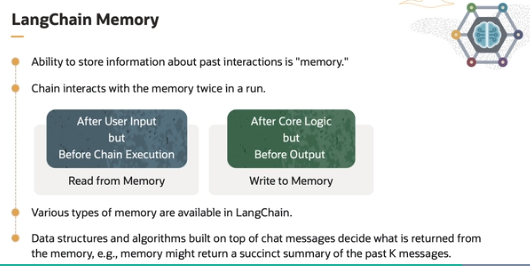 LangChain Memory
Ability to store information about past interactions is "memory."
Chain interacts with the memory twice in a run.
After User Input
but
Before Chain Execution
Read from Memory
After Core Logic
but
Before Output
Write to Memory
Various types of memory are available in LangChain.
Data structures and algorithms built on top of chat messages decide what is returned from
the memory, e.g., memory might return a succinct summary of the past K messages.